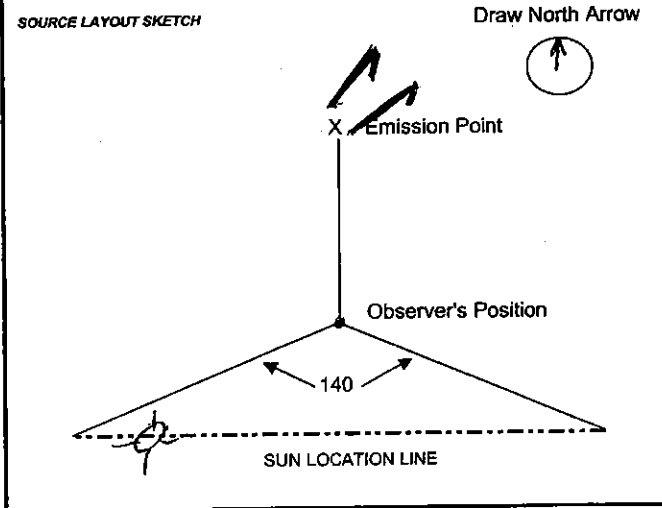 SOURCE LAYOUT SKETCH
Draw North Arrow
X Emission Point
Observer's Position
140
SUN LOCATION LINE